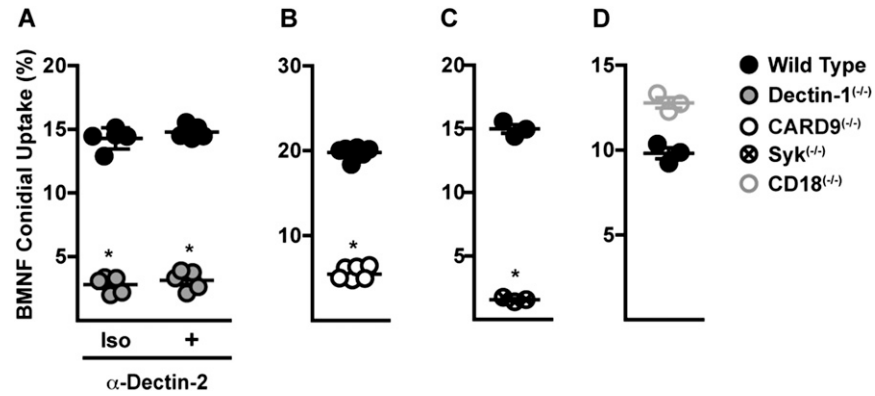 A
B
C
D
BMNF Conidial Uptake (%)
20
15
10
5
30
20
10
20
15
10
5
15
10
5
*
*
*
*
Iso
+
α-Dectin-2
Wild Type
Dectin-1(-/-)
CARD9(-/-)
Syk(-/-)
CD18(-/-)